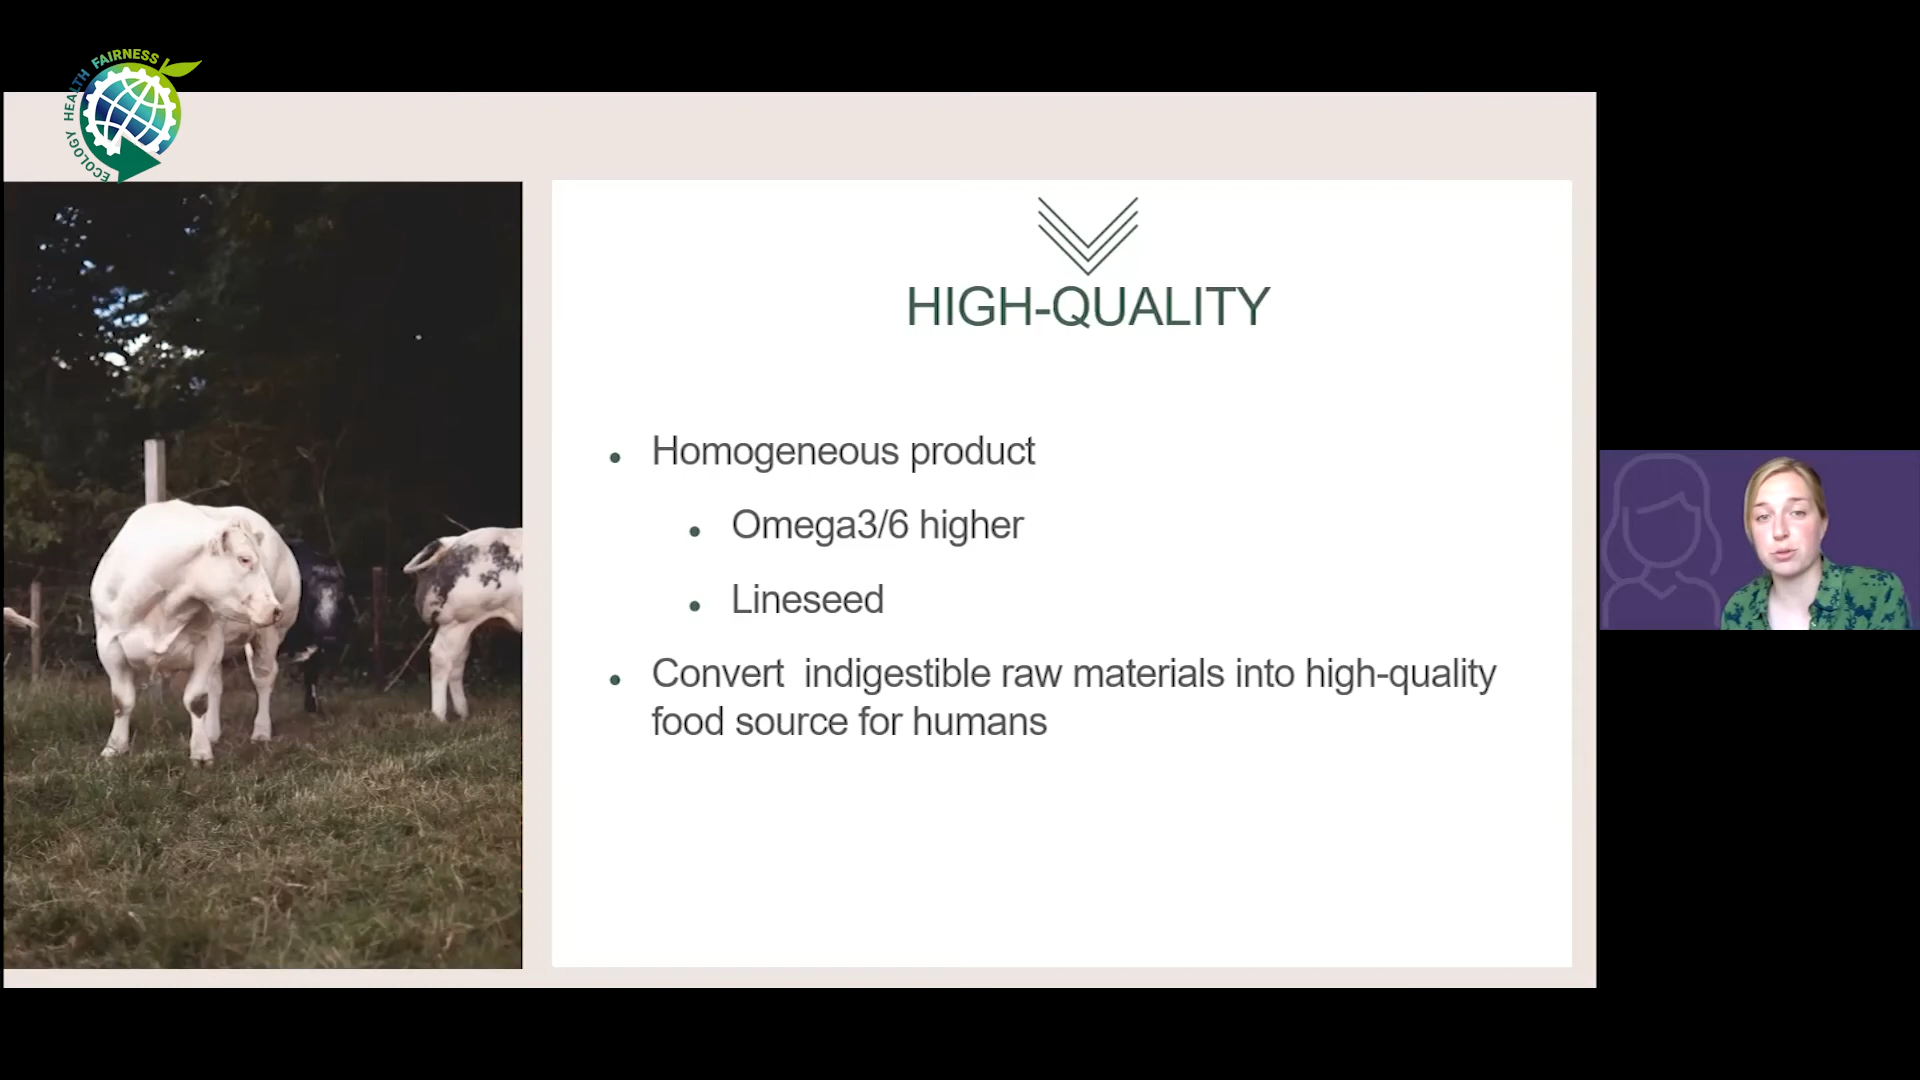 ECOLOGY HEALTH FAIRNESS
HIGH-QUALITY
Homogeneous product
Omega3/6 higher
Lineseed
Convert indigestible raw materials into high-quality
food source for humans